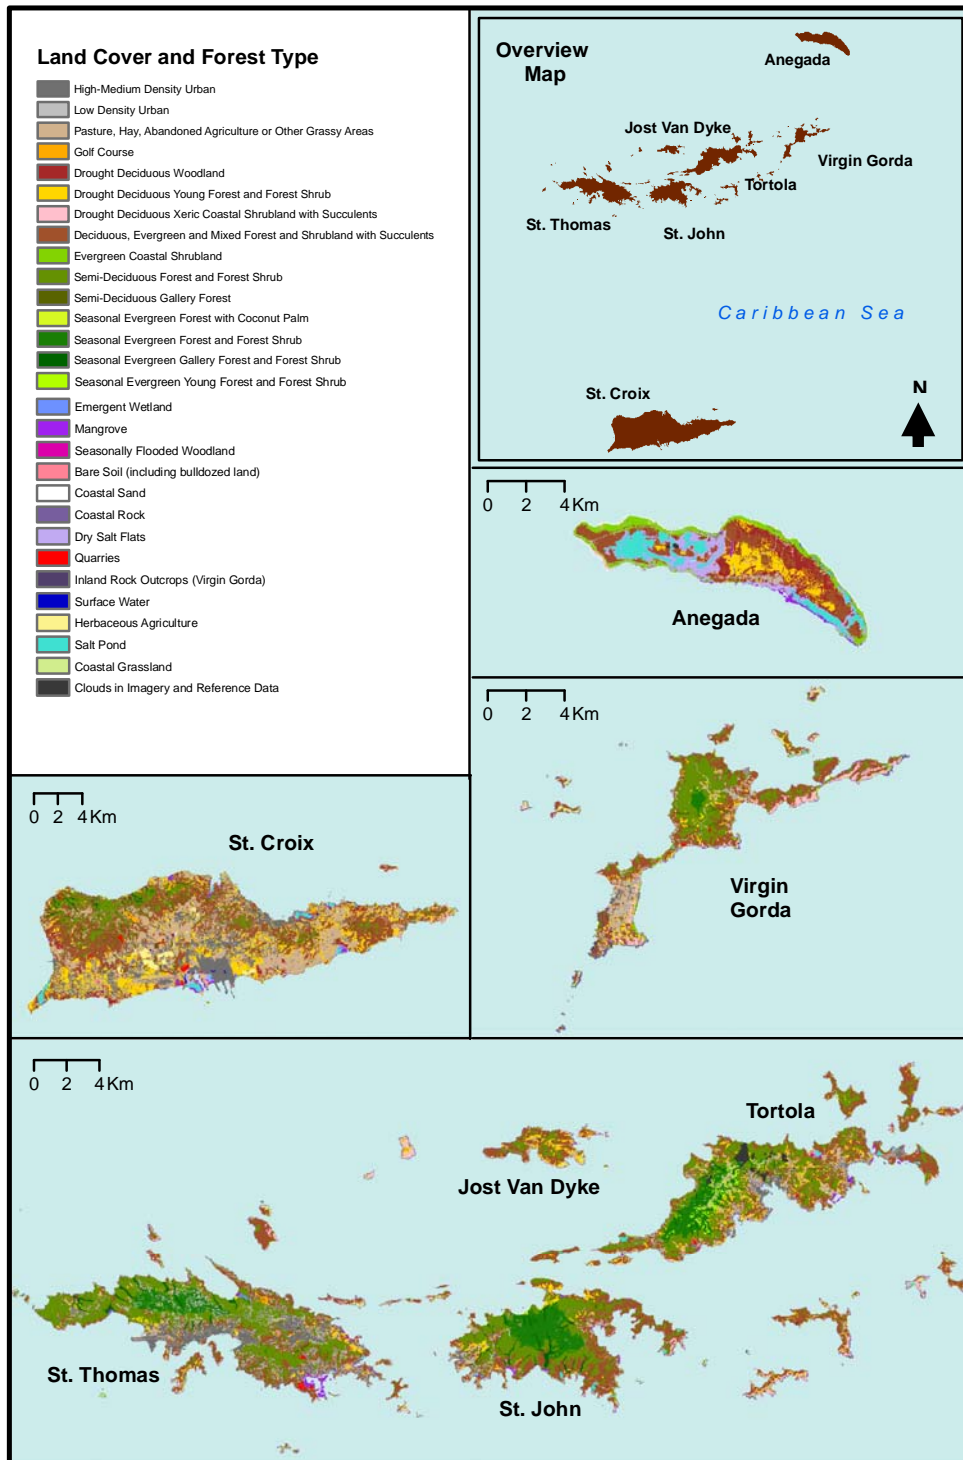 Land Cover and Forest Type
High-Medium Density Urban
Low Density Urban
Pasture, Hay, Abandoned Agriculture or Other Grassy Areas
Golf Course
Drought Deciduous Woodland
Drought Deciduous Young Forest and Forest Shrub
Drought Deciduous Xeric Coastal Shrubland with Succulents
Deciduous, Evergreen and Mixed Forest and Shrubland with Succulents
Evergreen Coastal Shrubland
Semi-Deciduous Forest and Forest Shrub
Semi-Deciduous Gallery Forest
Seasonal Evergreen Forest with Coconut Palm
Seasonal Evergreen Forest and Forest Shrub
Seasonal Evergreen Gallery Forest and Forest Shrub
Seasonal Evergreen Young Forest and Forest Shrub
Emergent Wetland
Mangrove
Seasonally Flooded Woodland
Bare Soil (including bulldozed land)
Coastal Sand
Coastal Rock
Dry Salt Flats
Quarries
Inland Rock Outcrops (Virgin Gorda)
Surface Water
Herbaceous Agriculture
Salt Pond
Coastal Grassland
Clouds in Imagery and Reference Data
Overview
Map
Anegada
Jost Van Dyke
Virgin Gorda
Tortola
St. Thomas
St. John
Caribbean Sea
St. Croix
N
0 2 4 Km
Anegada
0 2 4 Km
Virgin
Gorda
0 2 4 Km
St. Croix
0 2 4 Km
Tortola
Jost Van Dyke
St. Thomas
St. John